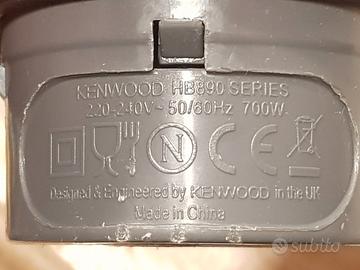 KENWOOD HB890 SERIES
220-240V~ 50/60Hz 700W
N
CE
Designed & Engineered by KENWOOD in the UK
Made in China
subito